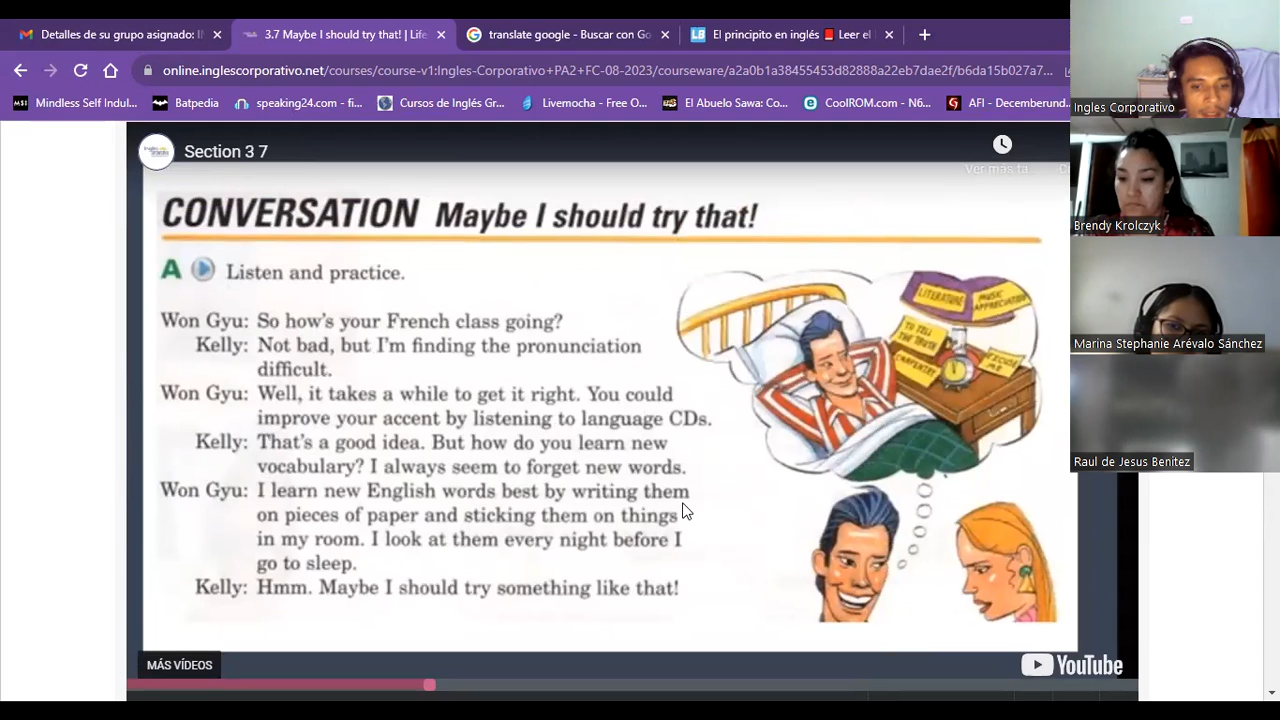 Detalles de su grupo asignado: I
3.7 Maybe I should try that! | Life
translate google - Buscar con Go
El principito en inglés Leer el
online.inglescorporativo.net/courses/course-v1:Ingles-Corporativo+PA2+FC-08-2023/courseware/a2a0b1a38455453d82888a22eb7dae2f/b6da15b027a7...
Mindless Self Indul...
Batpedia
speaking24.com - fi...
Cursos de Inglés Gr...
Livemocha - Free O...
El Abuelo Sawa: Co...
CoolROM.com - N6...
AFI - Decemberund
Section 3 7
Ver más ta
CONVERSATION Maybe I should try that!
A Listen and practice.
Won Gyu: So how's your French class going?
Kelly: Not bad, but I'm finding the pronunciation
difficult.
Won Gyu: Well, it takes a while to get it right. You could
improve your accent by listening to language CDs.
Kelly: That's a good idea. But how do you learn new
vocabulary? I always seem to forget new words.
Won Gyu: I learn new English words best by writing them
on pieces of paper and sticking them on things
in my room. I look at them every night before I
go to sleep.
Kelly: Hmm. Maybe I should try something like that!
LITERATURE
MUSIC
APPRECIATION
TO TELL
THE TRUTH
CARPENTRY
EXCUSE
ME
MÁS VÍDEOS
YouTube
Ingles Corporativo
Brendy Krolczyk
Marina Stephanie Arévalo Sánchez
Raul de Jesus Benitez